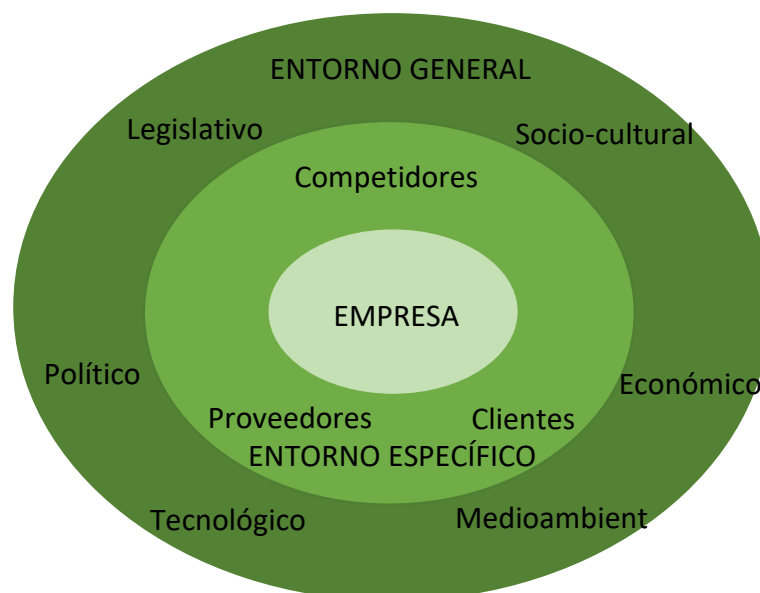 ENTORNO GENERAL
Legislativo
Socio-cultural
Competidores
EMPRESA
Político
Económico
Proveedores
Clientes
ENTORNO ESPECÍFICO
Tecnológico
Medioambient